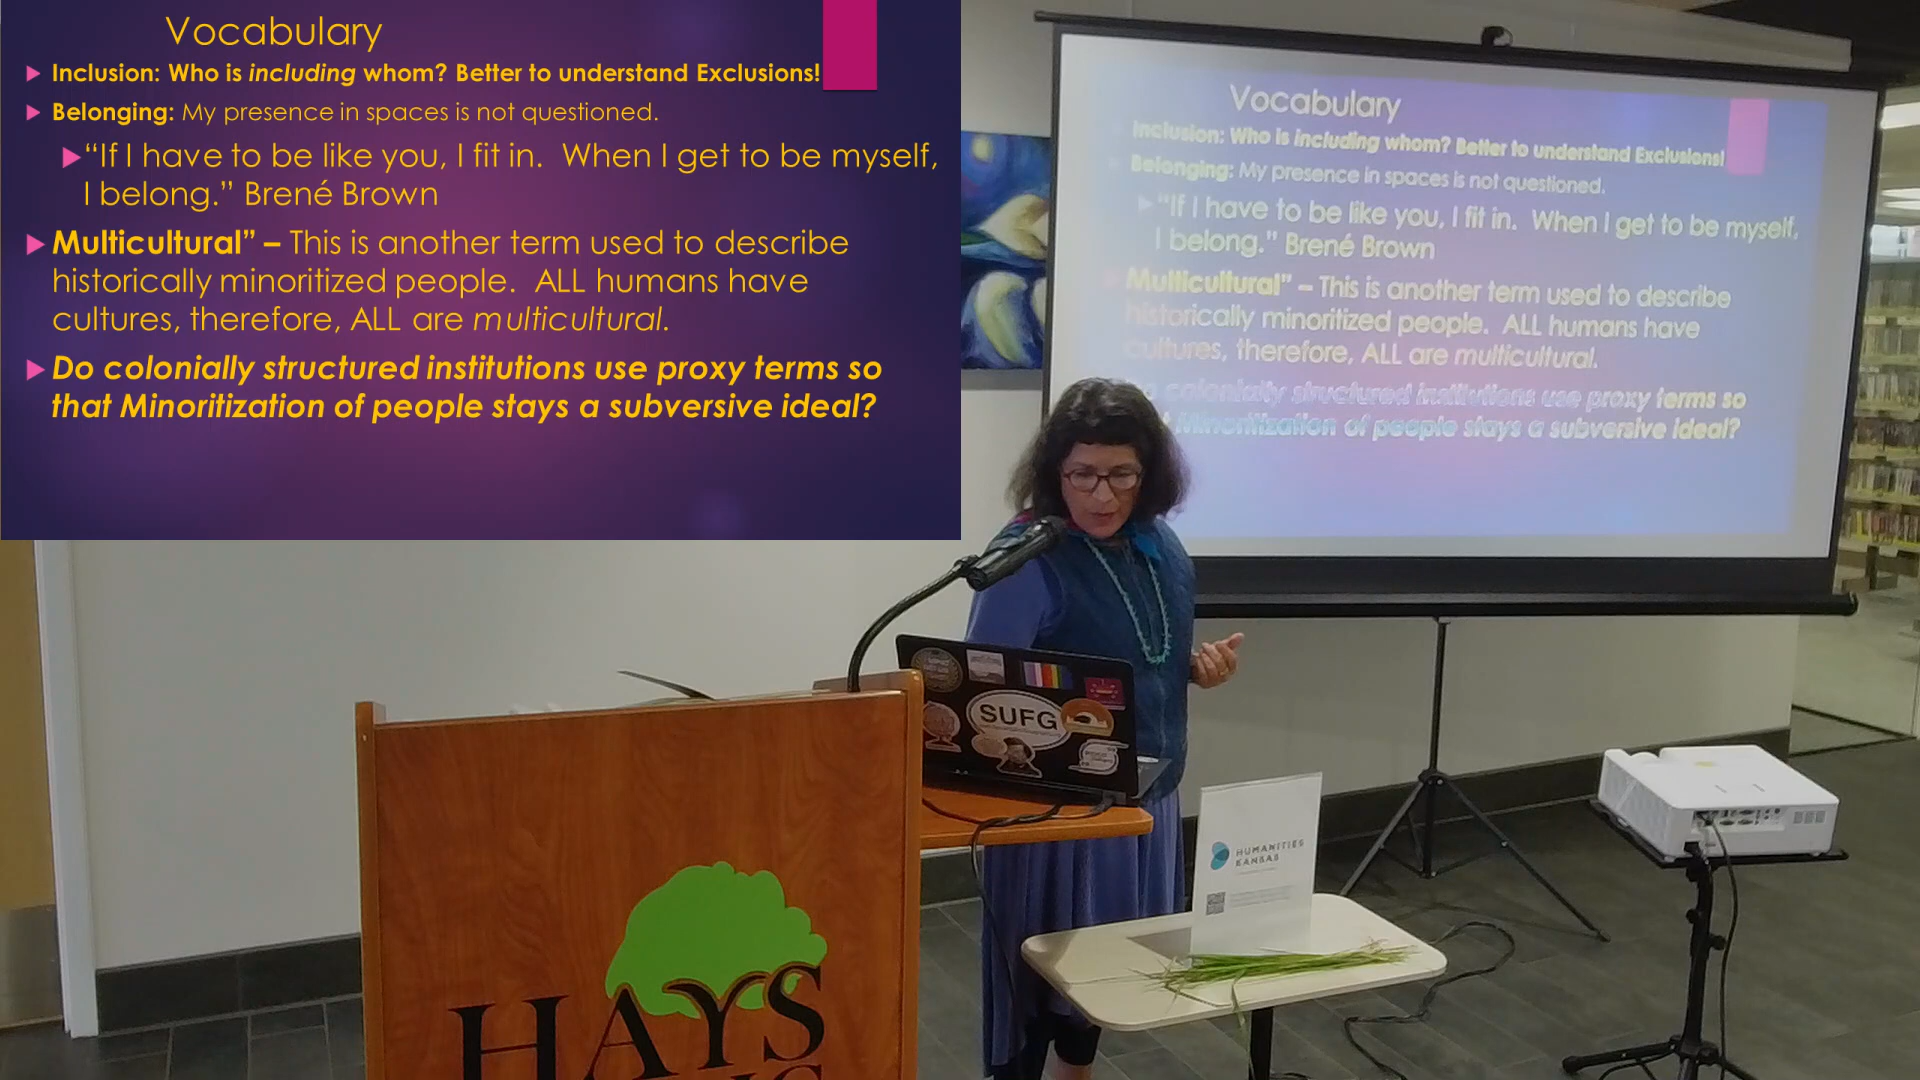 Vocabulary
Inclusion: Who is including whom? Better to understand Exclusions!
Belonging: My presence in spaces is not questioned.
“If I have to be like you, I fit in.  When I get to be myself,
I belong.” Brené Brown
Multicultural” – This is another term used to describe
historically minoritized people.  ALL humans have
cultures, therefore, ALL are multicultural.
Do colonially structured institutions use proxy terms so
that Minoritization of people stays a subversive ideal?
Vocabulary
Inclusion: Who is including whom? Better to understand Exclusions!
Belonging: My presence in spaces is not questioned.
“If I have to be like you, I fit in.  When I get to be myself,
I belong.” Brené Brown
Multicultural” – This is another term used to describe
historically minoritized people.  ALL humans have
cultures, therefore, ALL are multicultural.
colonially structured institutions use proxy terms so
Minoritization of people stays a subversive ideal?
SUFG
HUMANITIES
KANSAS
HAYS